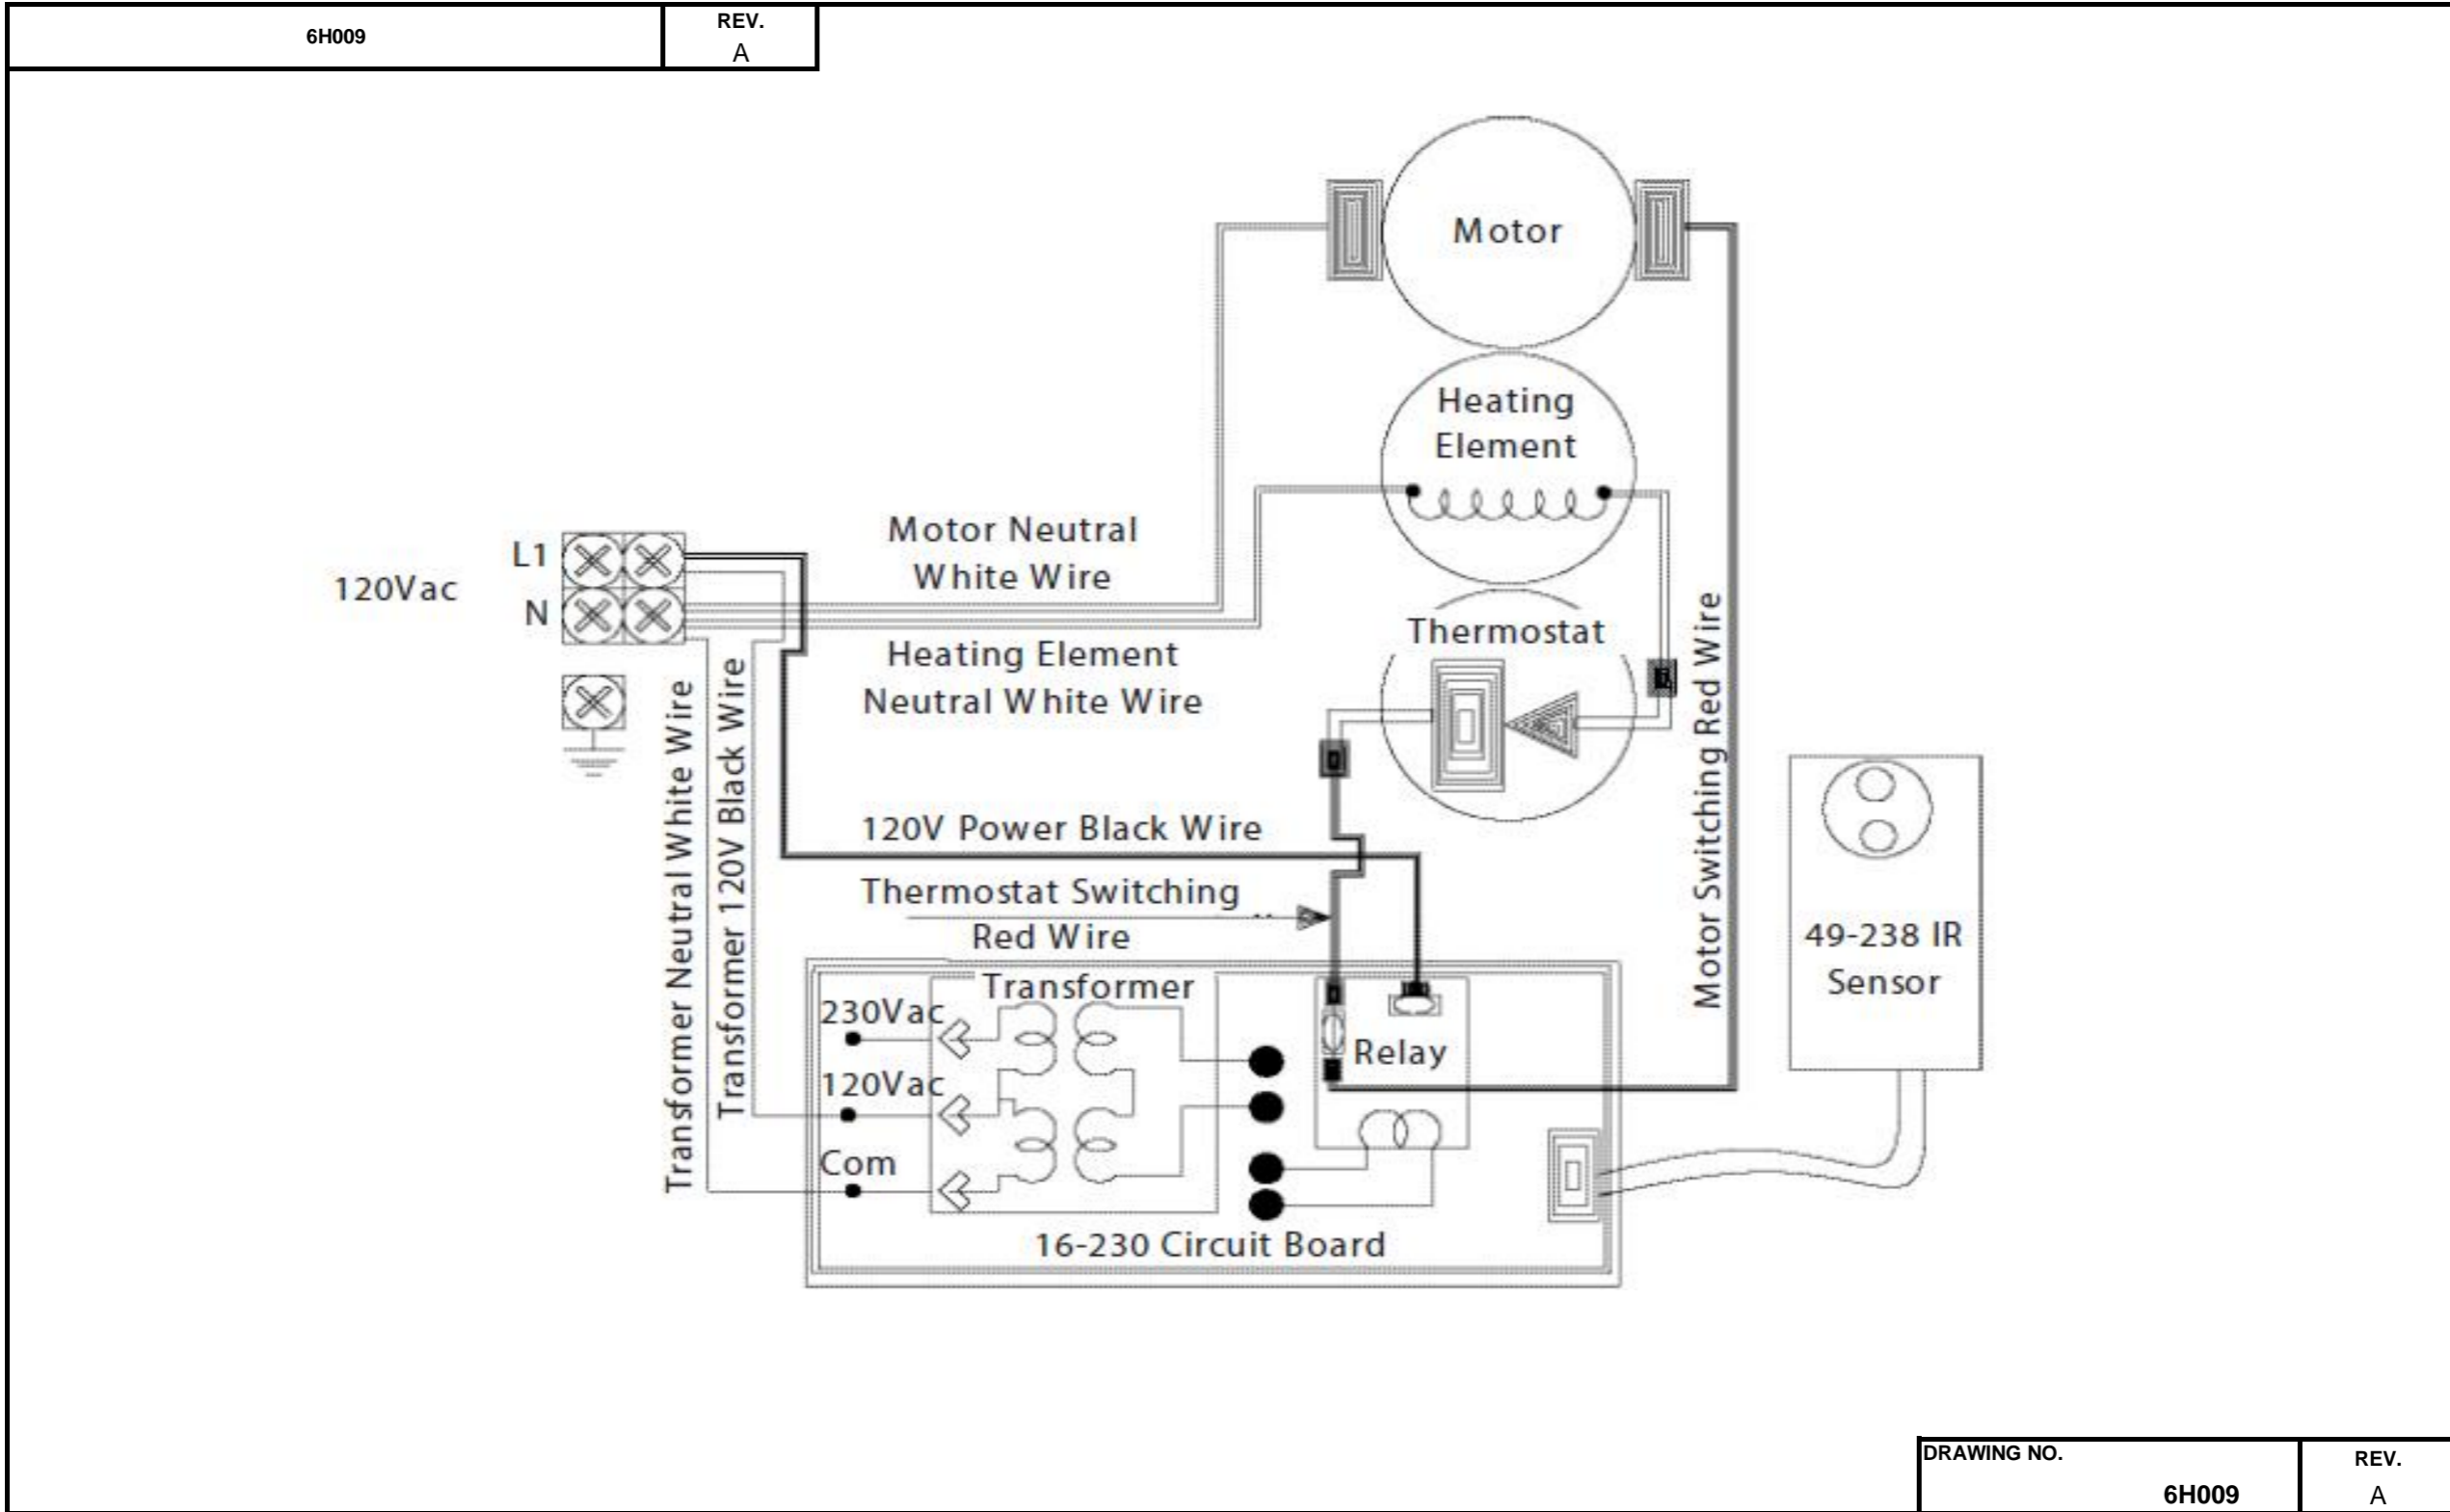 6H009
REV.
A
Motor
Heating
Element
Motor Neutral
White Wire
L1
120Vac
N
Thermostat
Heating Element
Neutral White Wire
Motor Switching Red Wire
Transformer Neutral White Wire
Transformer 120V Black Wire
120V Power Black Wire
Thermostat Switching
Red Wire
49-238 IR
Sensor
Transformer
230Vac
Relay
120Vac
Com
16-230 Circuit Board
DRAWING NO.
6H009
REV.
A